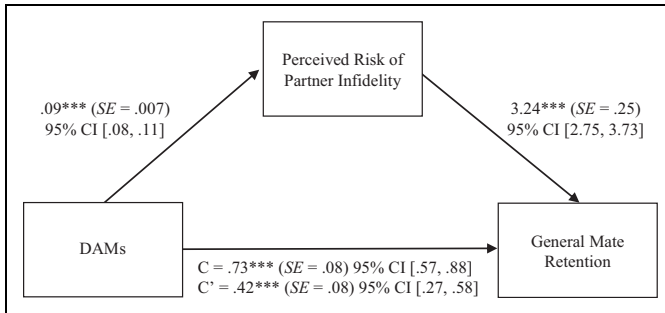 Perceived Risk of
Partner Infidelity
.09*** (SE = .007)
95% CI [.08, .11]
3.24*** (SE = .25)
95% CI [2.75, 3.73]
DAMs
General Mate
Retention
C = .73*** (SE = .08) 95% CI [.57, .88]
C’ = .42*** (SE = .08) 95% CI [.27, .58]